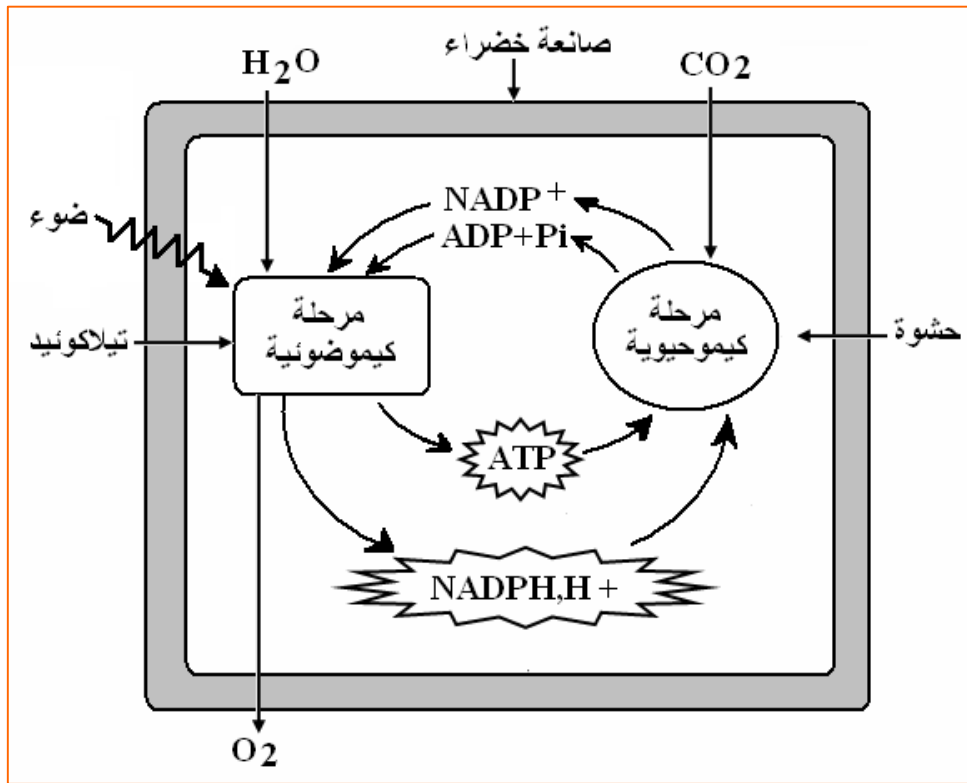 صانعة خضراء
H2O
CO2
ضوء
NADP+
ADP+Pi
مرحلة
كيموضوئية
مرحلة
كيموحيوية
تيلاكوئيد
حشوة
ATP
NADPH,H+
O2